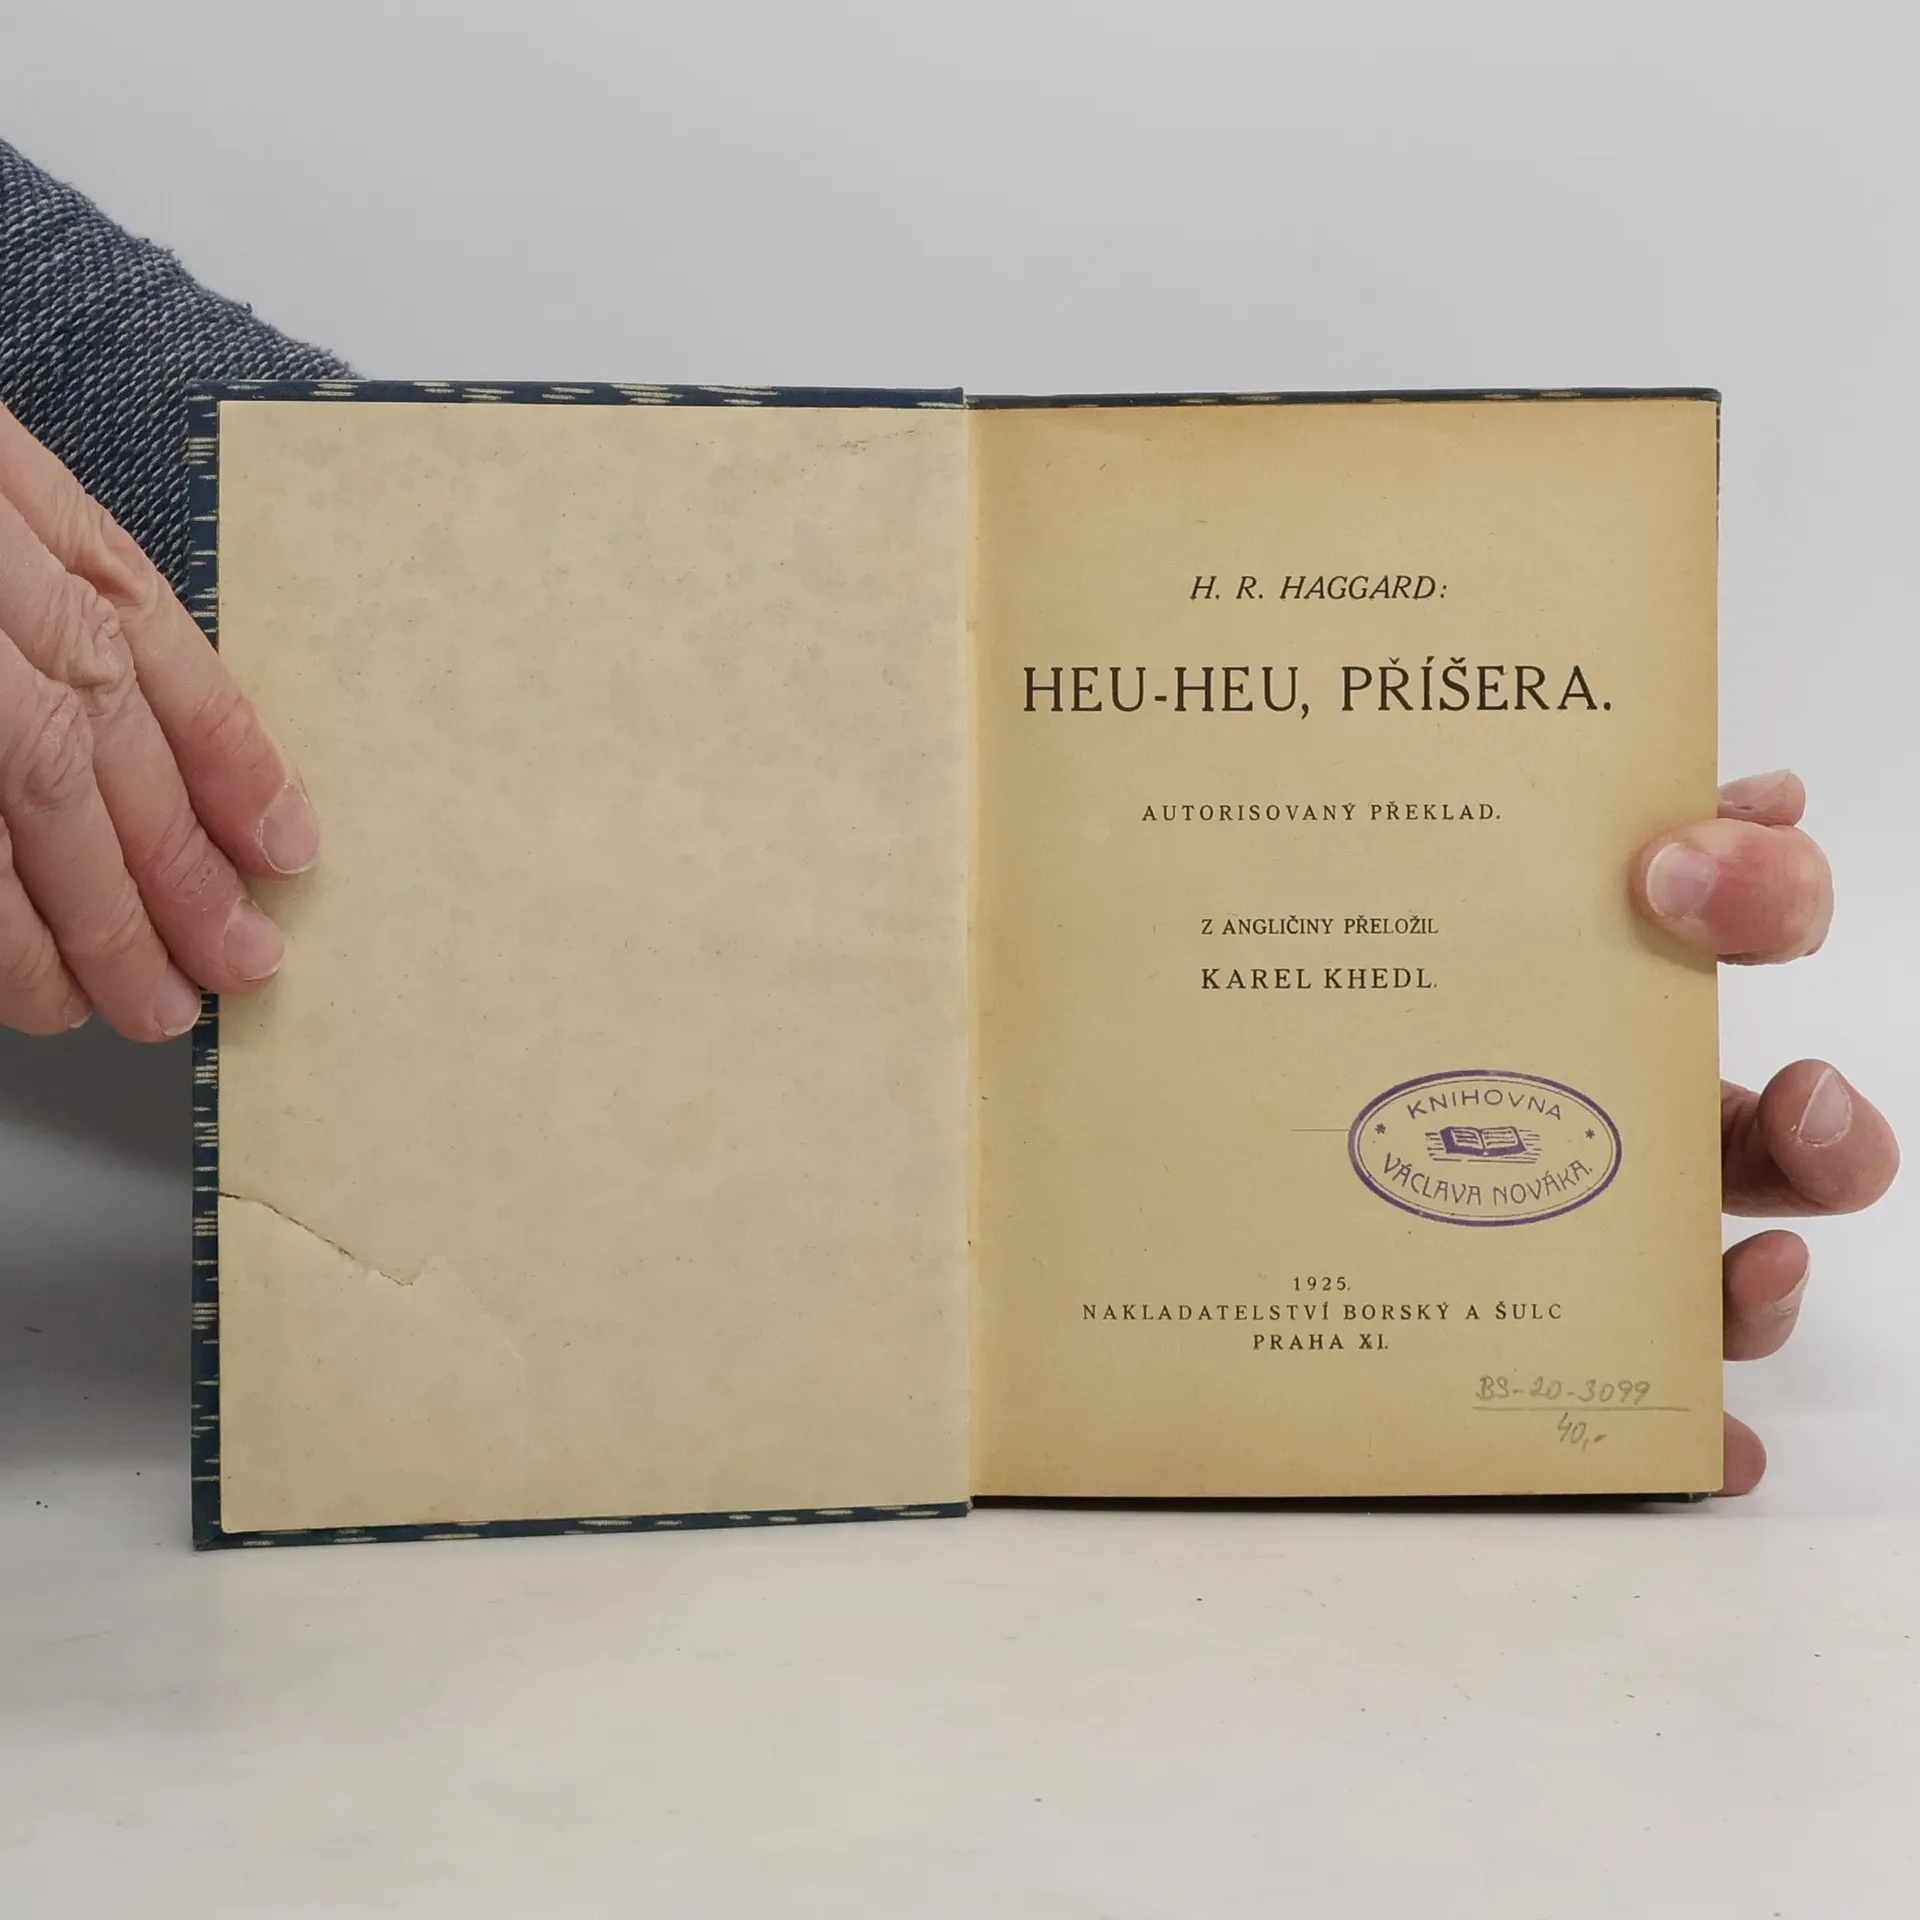 H. R. HAGGARD:
HEU-HEU, PŘÍŠERA.
AUTORISOVANÝ PŘEKLAD.
Z ANGLIČINY PŘELOŽIL
KAREL KHEDL.
KNIHOVNA
VÁCLAVA NOVÁKA.
1925.
NAKLADATELSTVÍ BORSKÝ A ŠULC
PRAHA XI.
BS-20-3099
40,-